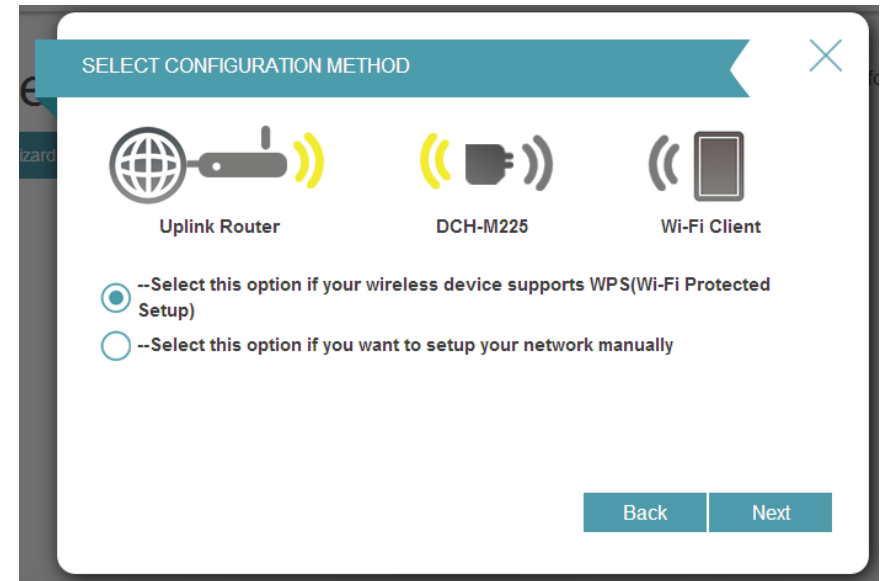 SELECT CONFIGURATION METHOD
izard
Uplink Router
DCH-M225
Wi-Fi Client
--Select this option if your wireless device supports WPS(Wi-Fi Protected
Setup)
--Select this option if you want to setup your network manually
Back
Next